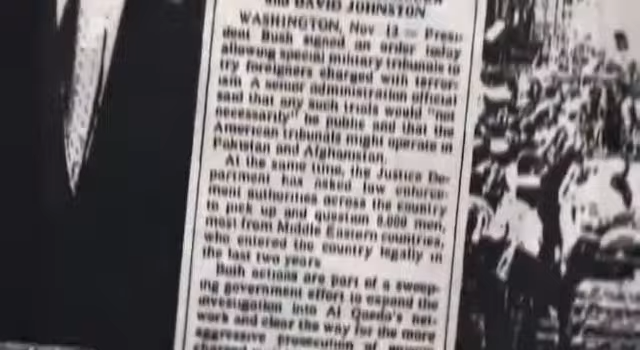 and DAVID JOHNSTON
WASHINGTON, Nov. 13 — Presi-
dent Bush signed an order today
allowing special military tribunals to
try foreigners charged with terror-
ism. A senior administration official
said that any such trials would "not
necessarily" be public and that the
American tribunals might operate in
Pakistan and Afghanistan.
At the same time, the Justice De-
partment has asked law enforce-
ment authorities across the country
to pick up and question 5,000 men,
most from Middle Eastern countries,
who entered the country legally in
the last two years.
Both actions are part of a sweep-
ing government effort to expand the
investigation into Al Qaeda's net-
work and clear the way for the more
aggressive prosecution of